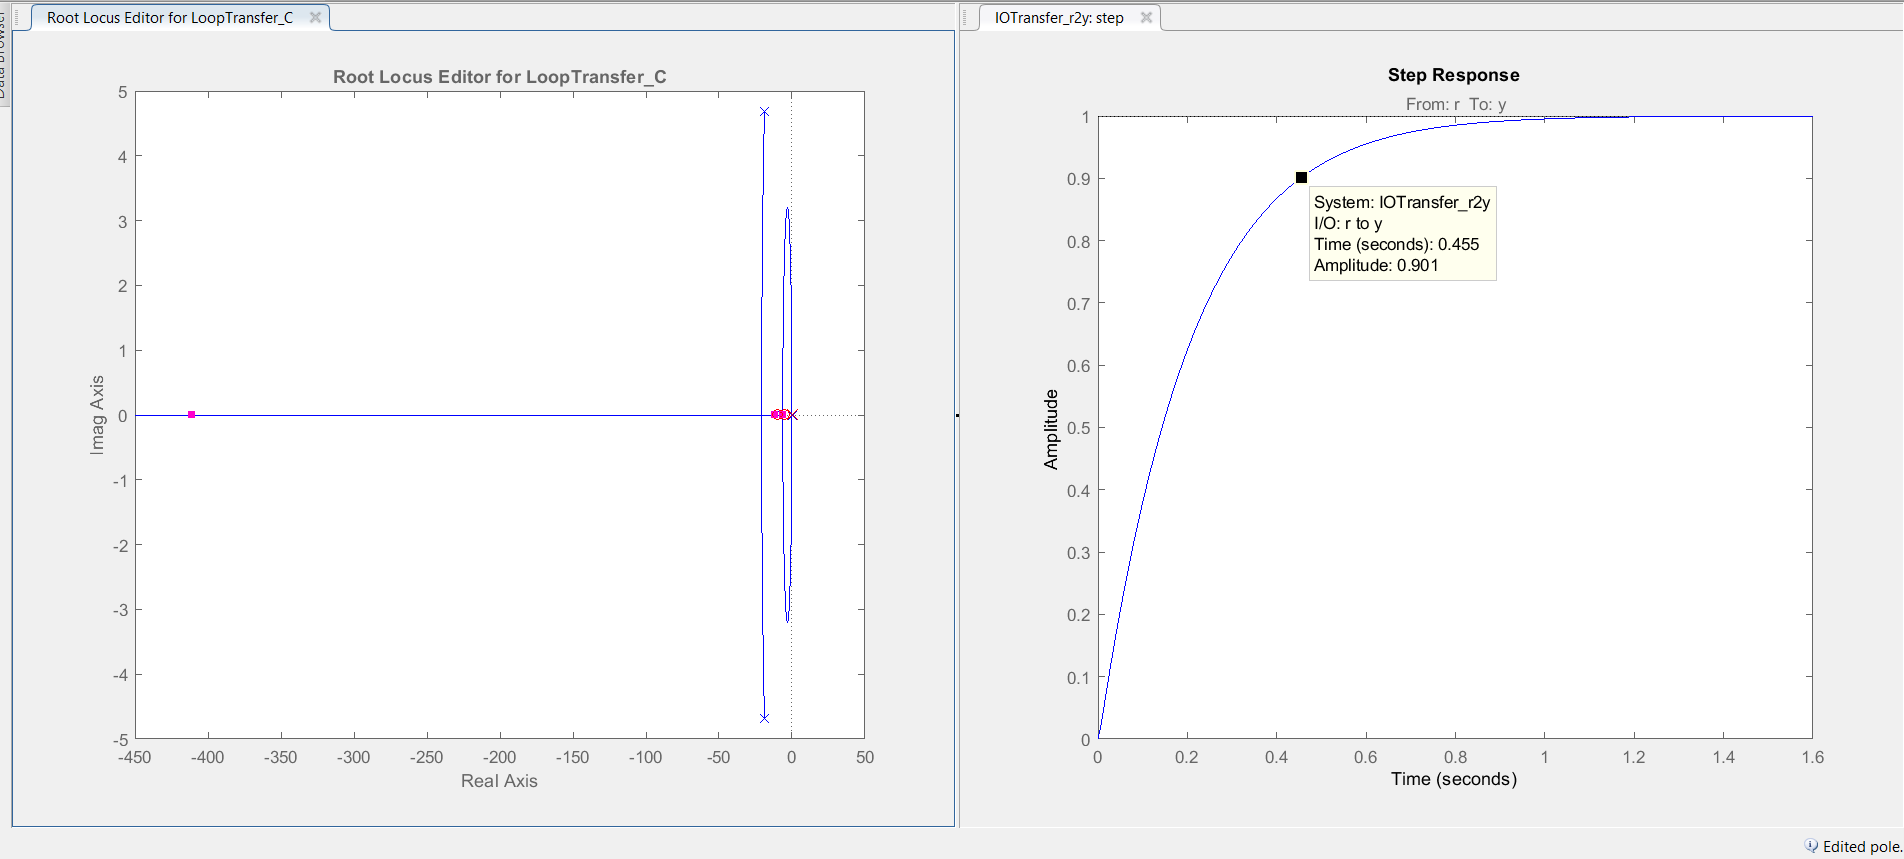 Data Browser
Root Locus Editor for LoopTransfer_C
Root Locus Editor for LoopTransfer_C
5
4
3
2
1
0
-1
-2
-3
-4
-5
Imag Axis
-450 -400 -350 -300 -250 -200 -150 -100 -50 0 50
Real Axis
IOTransfer_r2y: step
Step Response
From: r To: y
1
0.9
0.8
0.7
0.6
0.5
0.4
0.3
0.2
0.1
0
Amplitude
System: IOTransfer_r2y
I/O: r to y
Time (seconds): 0.455
Amplitude: 0.901
0 0.2 0.4 0.6 0.8 1 1.2 1.4 1.6
Time (seconds)
Edited pole.